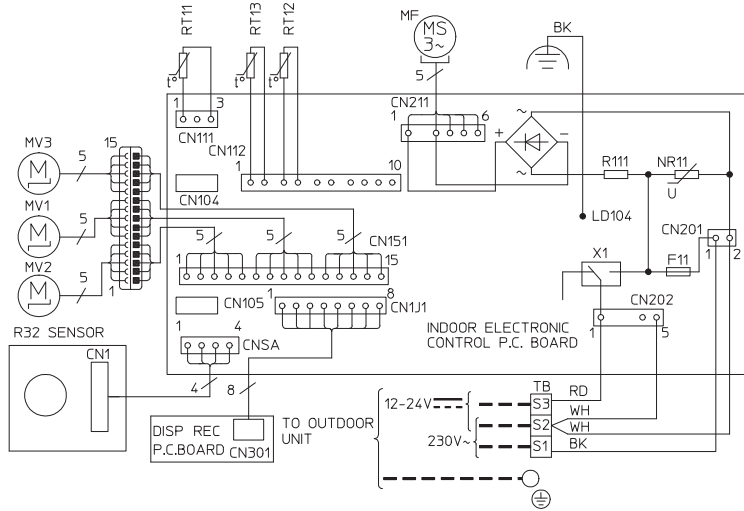 RT11
RT13
RT12
MF
MS
3~
BK
t°
t°
t°
5
1
3
CN211
1
6
CN111
~
+
−
~
MV3
15
CN112
1
10
R111
NR11
M
5
U
CN104
MV1
M
5
LD104
5
5
5
CN151
CN201
1
2
MV2
1
15
X1
F11
M
5
1
CN105
1
8
CN1J1
CN202
1
5
R32 SENSOR
1
4
CNSA
INDOOR ELECTRONIC
CONTROL P.C. BOARD
CN1
4
8
12-24V
TB
S3
RD
WH
DISP REC
P.C.BOARD
CN301
TO OUTDOOR
UNIT
S2
WH
230V~
S1
BK